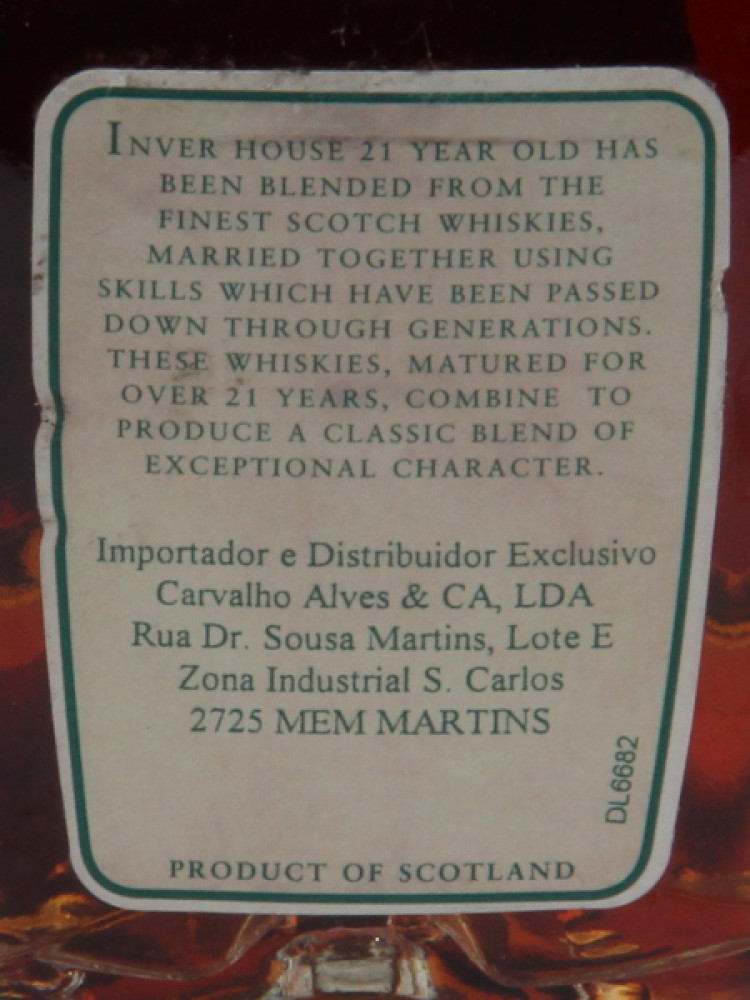 INVER HOUSE 21 YEAR OLD HAS
BEEN BLENDED FROM THE
FINEST SCOTCH WHISKIES,
MARRIED TOGETHER USING
SKILLS WHICH HAVE BEEN PASSED
DOWN THROUGH GENERATIONS.
THESE WHISKIES, MATURED FOR
OVER 21 YEARS, COMBINE TO
PRODUCE A CLASSIC BLEND OF
EXCEPTIONAL CHARACTER.
Importador e Distribuidor Exclusivo
Carvalho Alves & CA, LDA
Rua Dr. Sousa Martins, Lote E
Zona Industrial S. Carlos
2725 MEM MARTINS
DL6682
PRODUCT OF SCOTLAND